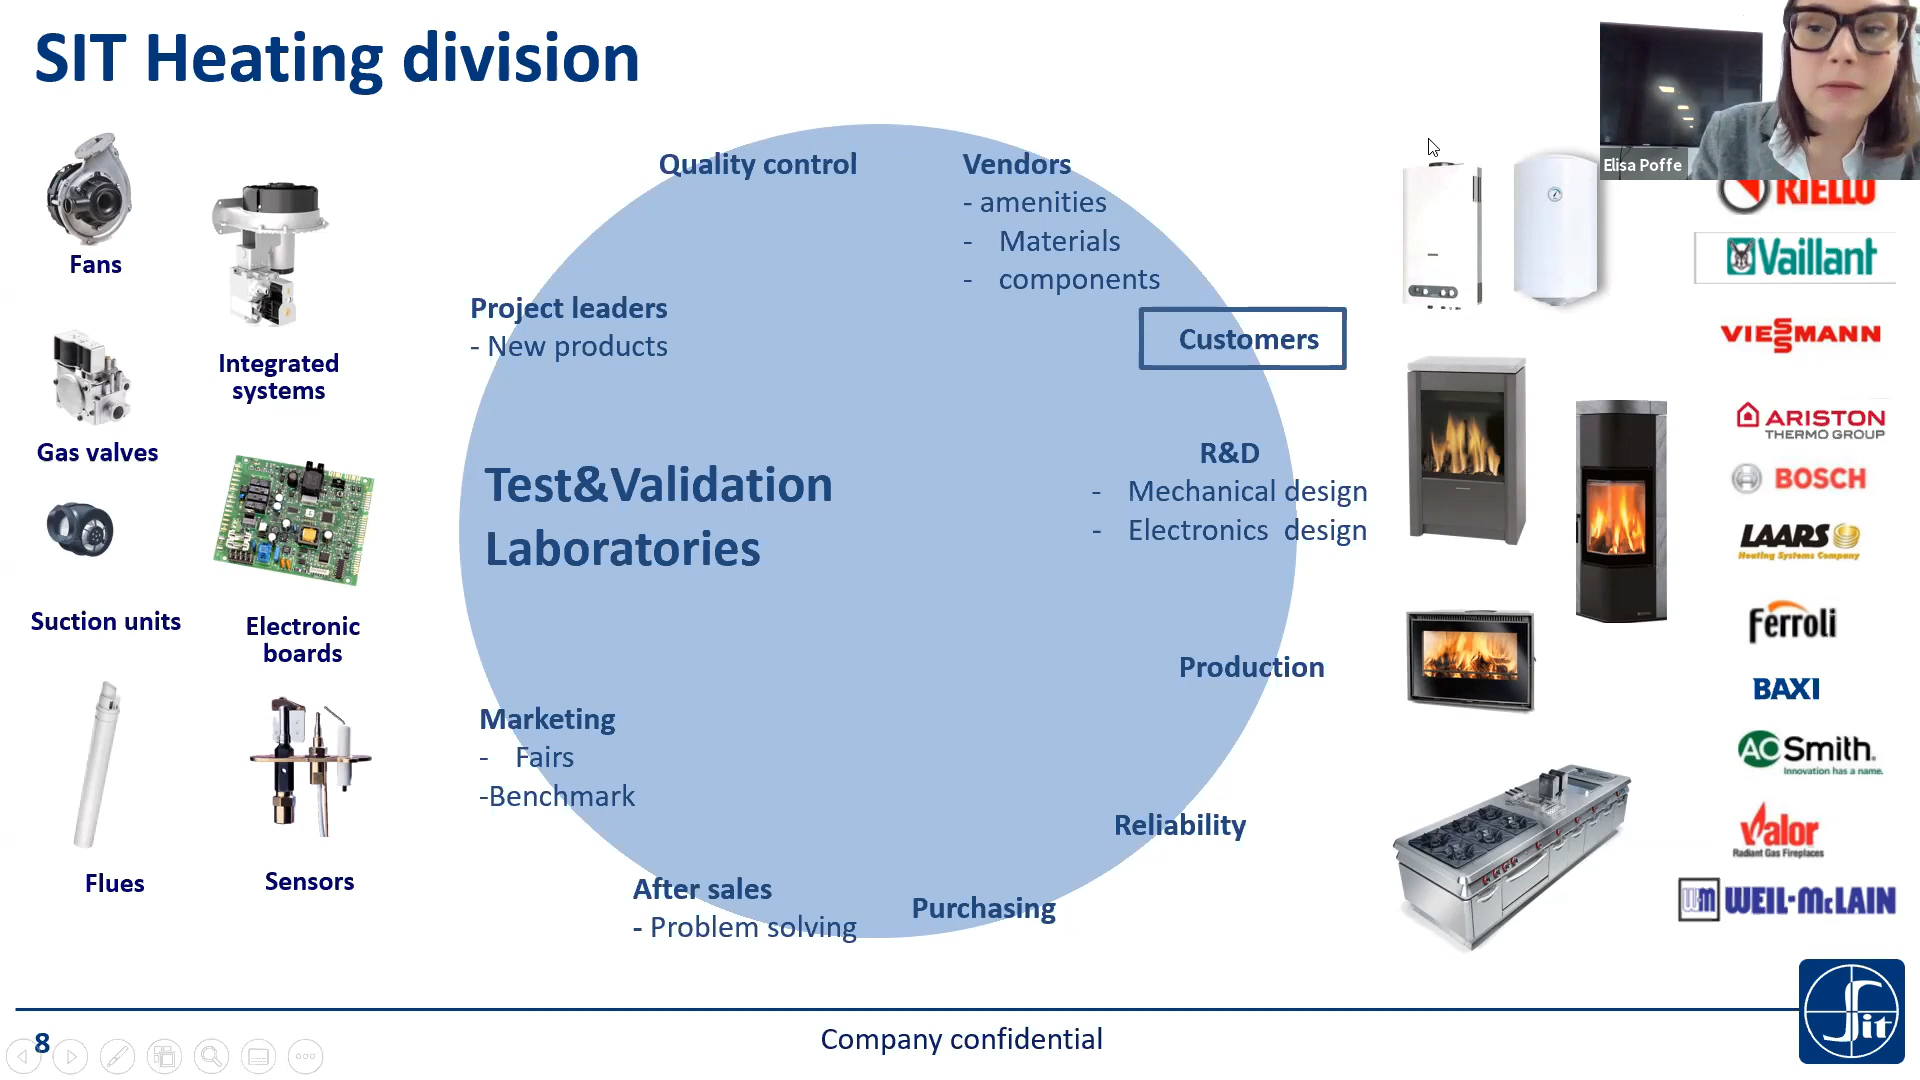 SIT Heating division
Elisa Poffe
Fans
Integrated
systems
Gas valves
Suction units
Electronic
boards
Flues
Sensors
Quality control
Vendors
- amenities
- Materials
- components
Project leaders
- New products
Customers
Test&Validation
Laboratories
R&D
- Mechanical design
- Electronics design
Production
Marketing
- Fairs
-Benchmark
Reliability
After sales
- Problem solving
Purchasing
RIELLO
Vaillant
VIESSMANN
ARISTON
THERMO GROUP
BOSCH
LAARS
Heating Systems Company
Ferroli
BAXI
AO Smith.
Innovation has a name.
Valor
Radiant Gas Fireplaces
WM WEIL-McLAIN
8
Company confidential
Sit